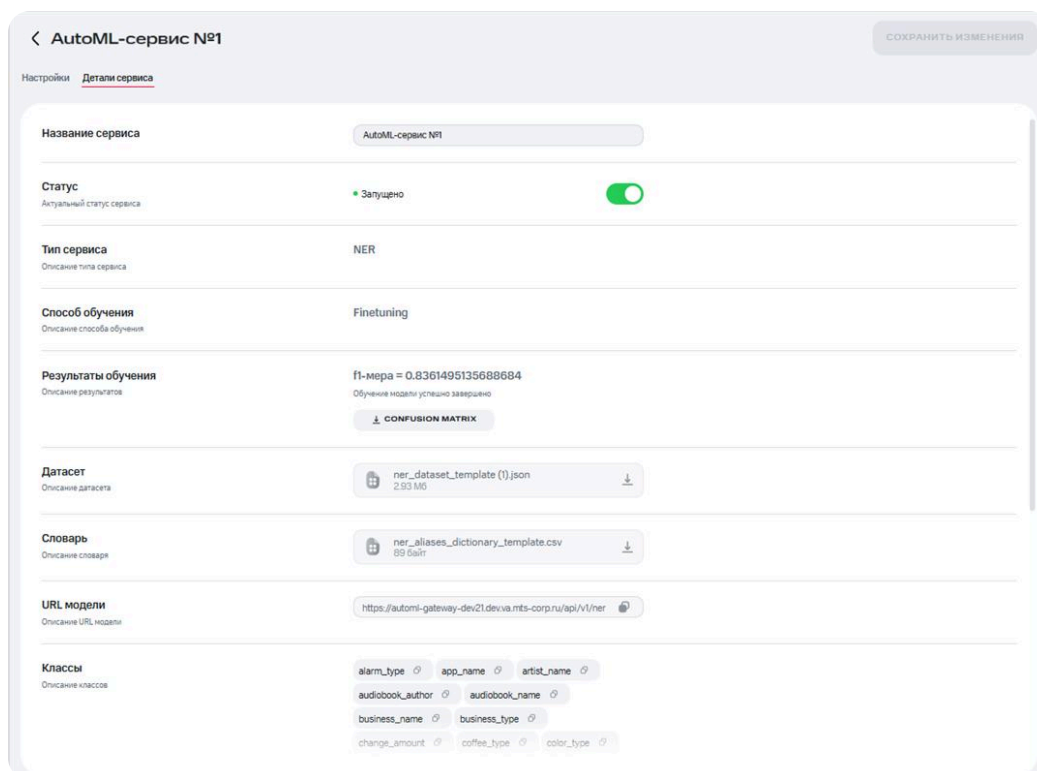 AutoML-сервис №1
СОХРАНИТЬ ИЗМЕНЕНИЯ
Настройки Детали сервиса
Название сервиса
AutoML-сервис №1
Статус
Актуальный статус сервиса
Запущено
Тип сервиса
Описание типа сервиса
NER
Способ обучения
Описание способа обучения
Finetuning
Результаты обучения
Описание результатов
f1-мера = 0.8361495135688684
Обучение модели успешно завершено
CONFUSION MATRIX
Датасет
Описание датасета
ner_dataset_template (1).json
2.93 Мб
Словарь
Описание словаря
ner_aliases_dictionary_template.csv
89 байт
URL модели
Описание URL модели
https://automl-gateway-dev21.dev.va.mts-corp.ru/api/v1/ner
Классы
Описание классов
alarm_type app_name artist_name
audiobook_author audiobook_name
business_name business_type
change_amount coffee_type color_type